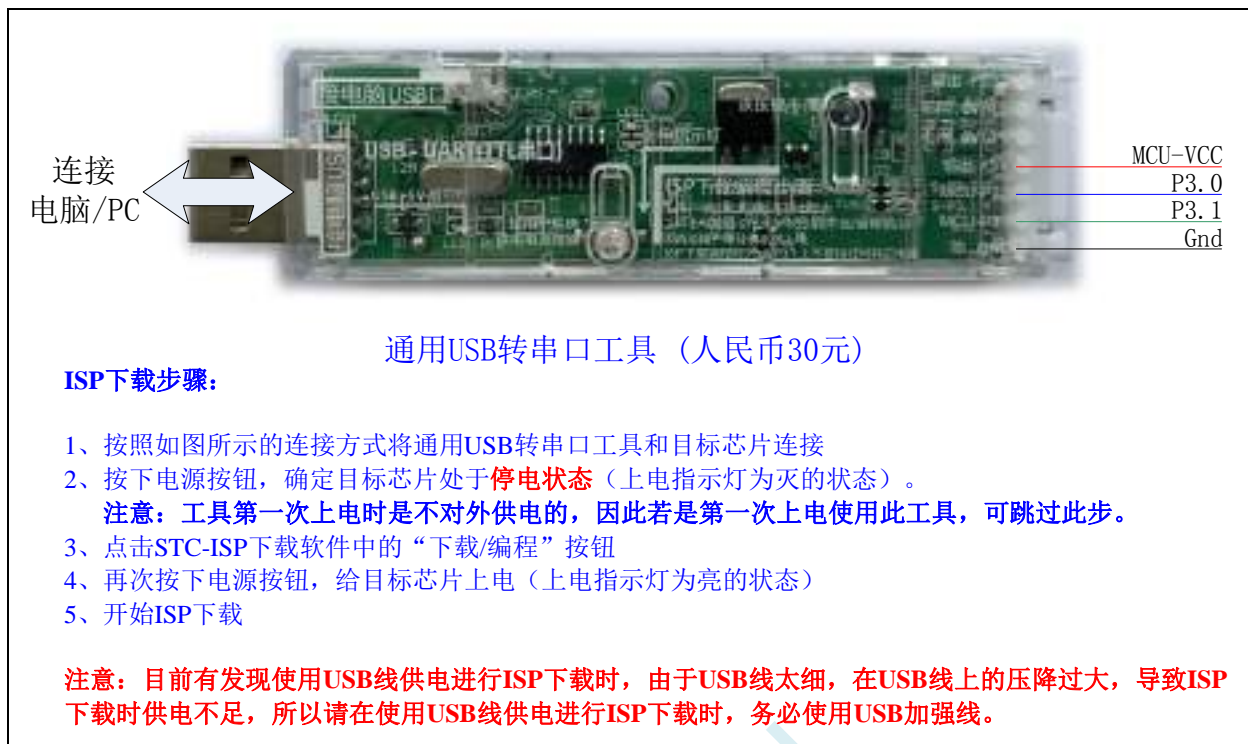 接电脑USB口
USB-UART(TTL串口)
连接
电脑/PC
MCU-VCC
P3.0
P3.1
Gnd
通用USB转串口工具 (人民币30元)
ISP下载步骤：
1、按照如图所示的连接方式将通用USB转串口工具和目标芯片连接
2、按下电源按钮，确定目标芯片处于停电状态（上电指示灯为灭的状态）。
注意：工具第一次上电时是不对外供电的，因此若是第一次上电使用此工具，可跳过此步。
3、点击STC-ISP下载软件中的“下载/编程”按钮
4、再次按下电源按钮，给目标芯片上电（上电指示灯为亮的状态）
5、开始ISP下载
注意：目前有发现使用USB线供电进行ISP下载时，由于USB线太细，在USB线上的压降过大，导致ISP
下载时供电不足，所以请在使用USB线供电进行ISP下载时，务必使用USB加强线。